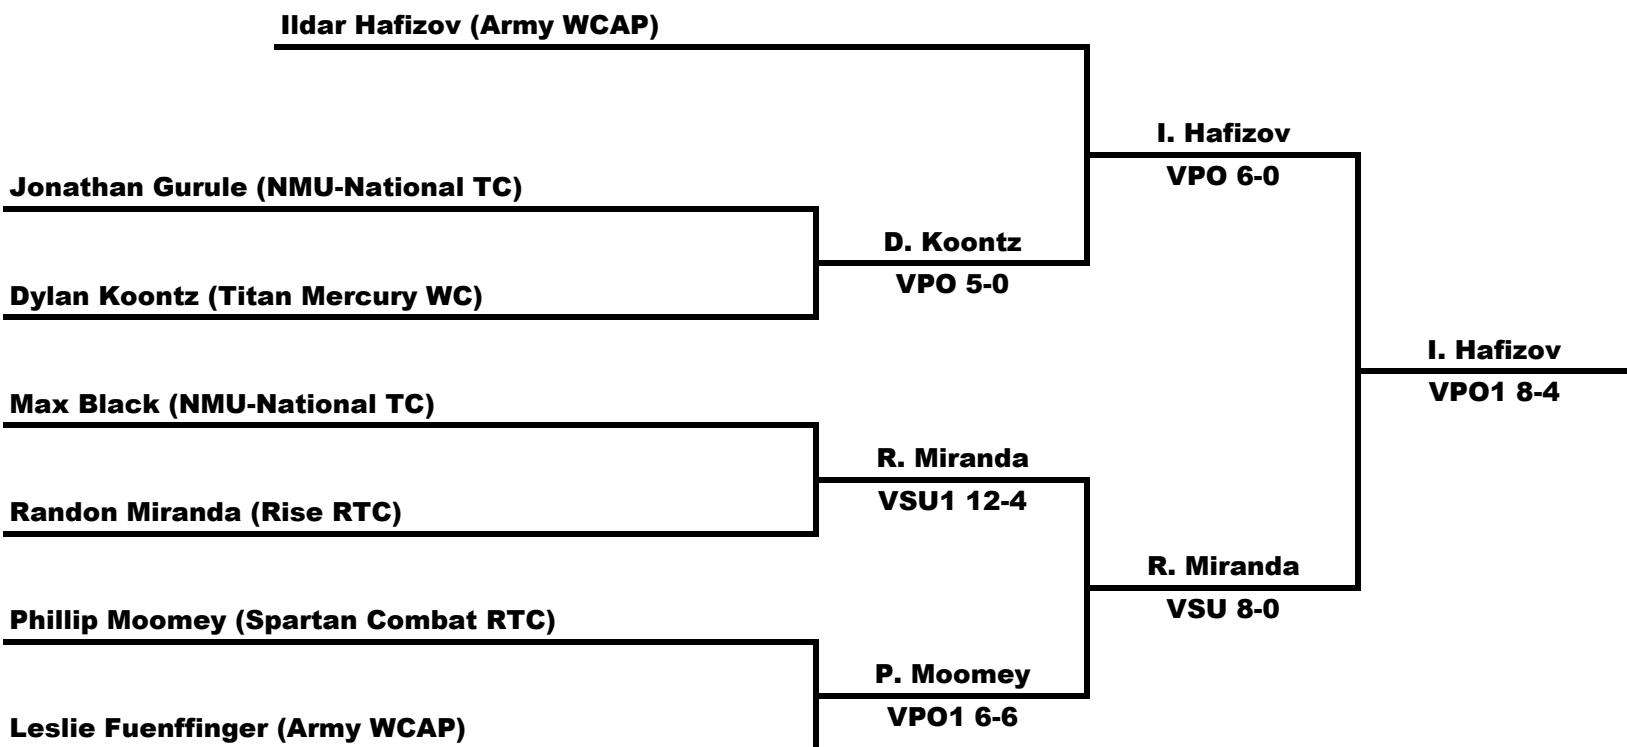 Ildar Hafizov (Army WCAP)
I. Hafizov
VPO 6-0
Jonathan Gurule (NMU-National TC)
D. Koontz
VPO 5-0
Dylan Koontz (Titan Mercury WC)
I. Hafizov
VPO1 8-4
Max Black (NMU-National TC)
R. Miranda
VSU1 12-4
Randon Miranda (Rise RTC)
R. Miranda
VSU 8-0
Phillip Moomey (Spartan Combat RTC)
P. Moomey
VPO1 6-6
Leslie Fuenffinger (Army WCAP)